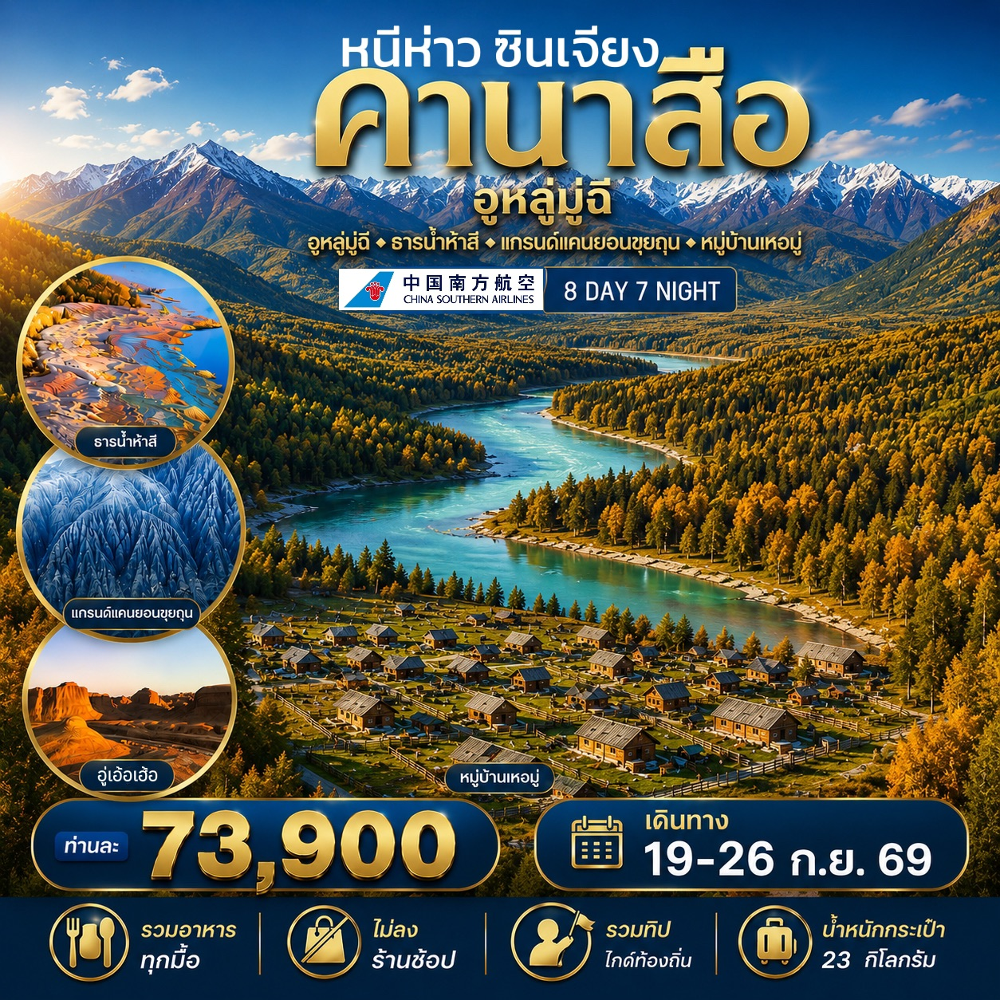 หนีห่าว ซินเจียง
คานาสือ
อูหลู่มู่ฉี
อูหลู่มู่ฉี ◆ ธารน้ำห้าสี ◆ แกรนด์แคนยอนขุยถุน ◆ หมู่บ้านเหอมู่
中国南方航空
CHINA SOUTHERN AIRLINES
8 DAY 7 NIGHT
ธารน้ำห้าสี
แกรนด์แคนยอนขุยถุน
อู่เอ้อเฮ้อ
หมู่บ้านเหอมู่
ท่านละ 73,900
เดินทาง
19-26 ก.ย. 69
รวมอาหาร
ทุกมื้อ
ไม่ลง
ร้านช้อป
รวมทิป
ไกด์ท้องถิ่น
น้ำหนักกระเป๋า
23 กิโลกรัม